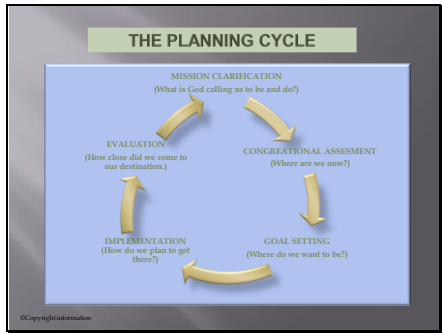 THE PLANNING CYCLE
MISSION CLARIFICATION
(What is God calling us to be and do?)
CONGREATIONAL ASSESMENT
(Where are we now?)
GOAL SETTING
(Where do we want to be?)
IMPLEMENTATION
(How do we plan to get
there?)
EVALUATION
(How close did we come to
our destination.)
©Copyright information